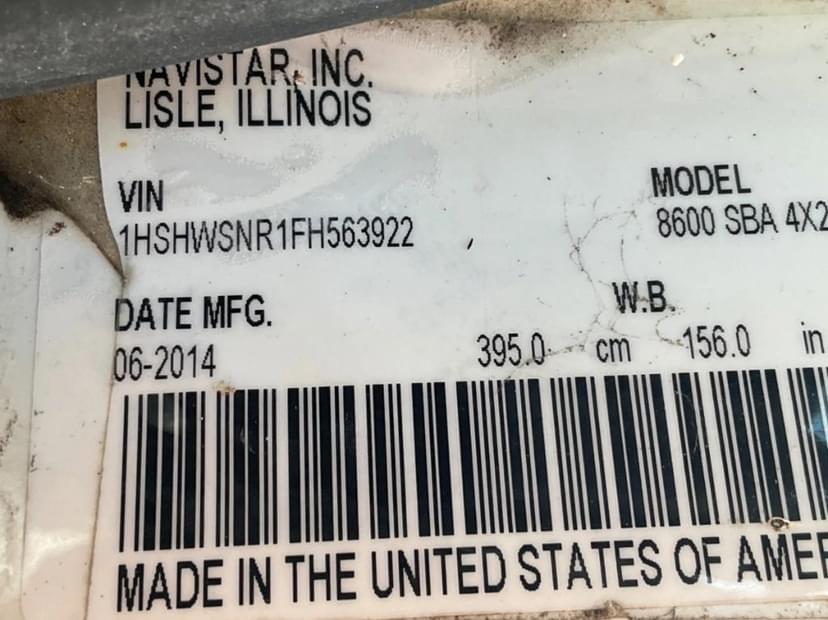 NAVISTAR, INC.
LISLE, ILLINOIS
VIN
1HSHWSNR1FH563922
MODEL
8600 SBA 4X2
DATE MFG.
06-2014
W.B.
395.0 cm 156.0 in
MADE IN THE UNITED STATES OF AMER